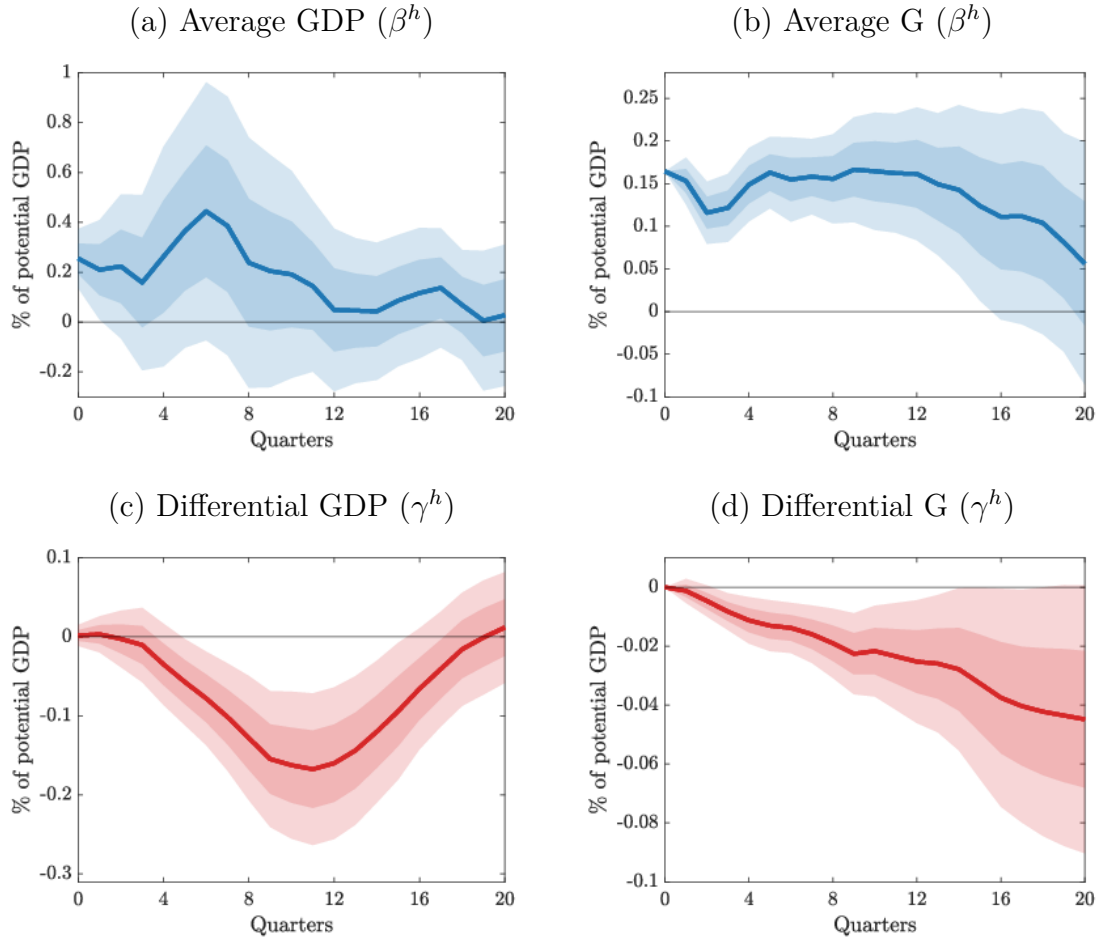 (a) Average GDP (β^h)
1
0.8
0.6
0.4
0.2
0
-0.2
% of potential GDP
0 4 8 12 16 20
Quarters
(b) Average G (β^h)
0.25
0.20
0.15
0.10
0.05
0
-0.05
-0.1
% of potential GDP
0 4 8 12 16 20
Quarters
(c) Differential GDP (γ^h)
0.1
0
-0.1
-0.2
-0.3
% of potential GDP
0 4 8 12 16 20
Quarters
(d) Differential G (γ^h)
0
-0.02
-0.04
-0.06
-0.08
-0.1
% of potential GDP
0 4 8 12 16 20
Quarters